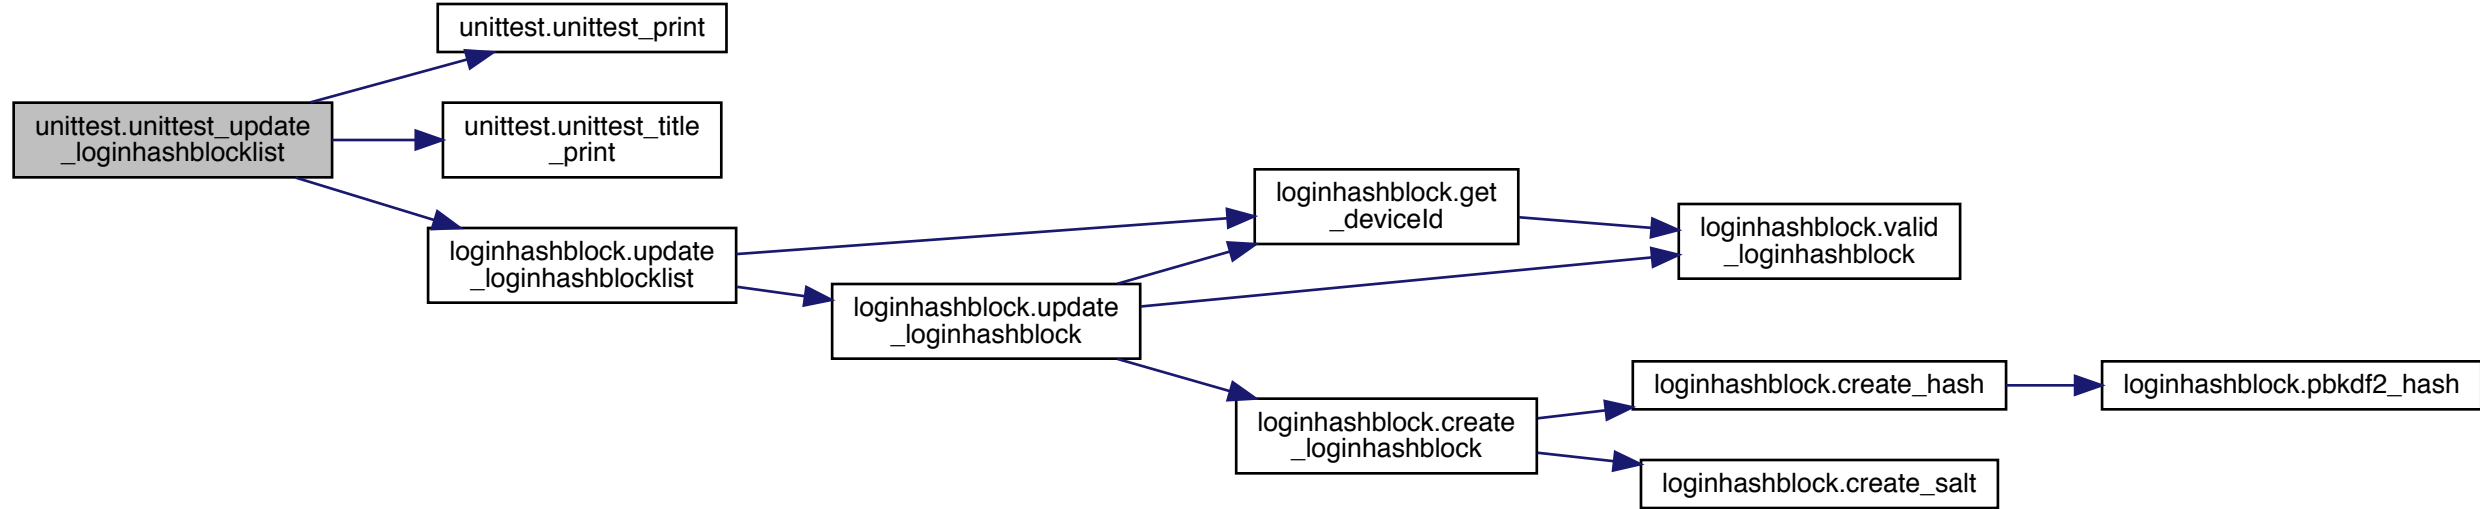 unittest.unittest_print
unittest.unittest_update
_loginhashblocklist
unittest.unittest_title
_print
loginhashblock.update
_loginhashblocklist
loginhashblock.update
_loginhashblock
loginhashblock.get
_deviceId
loginhashblock.valid
_loginhashblock
loginhashblock.create
_loginhashblock
loginhashblock.create_hash
loginhashblock.pbkdf2_hash
loginhashblock.create_salt